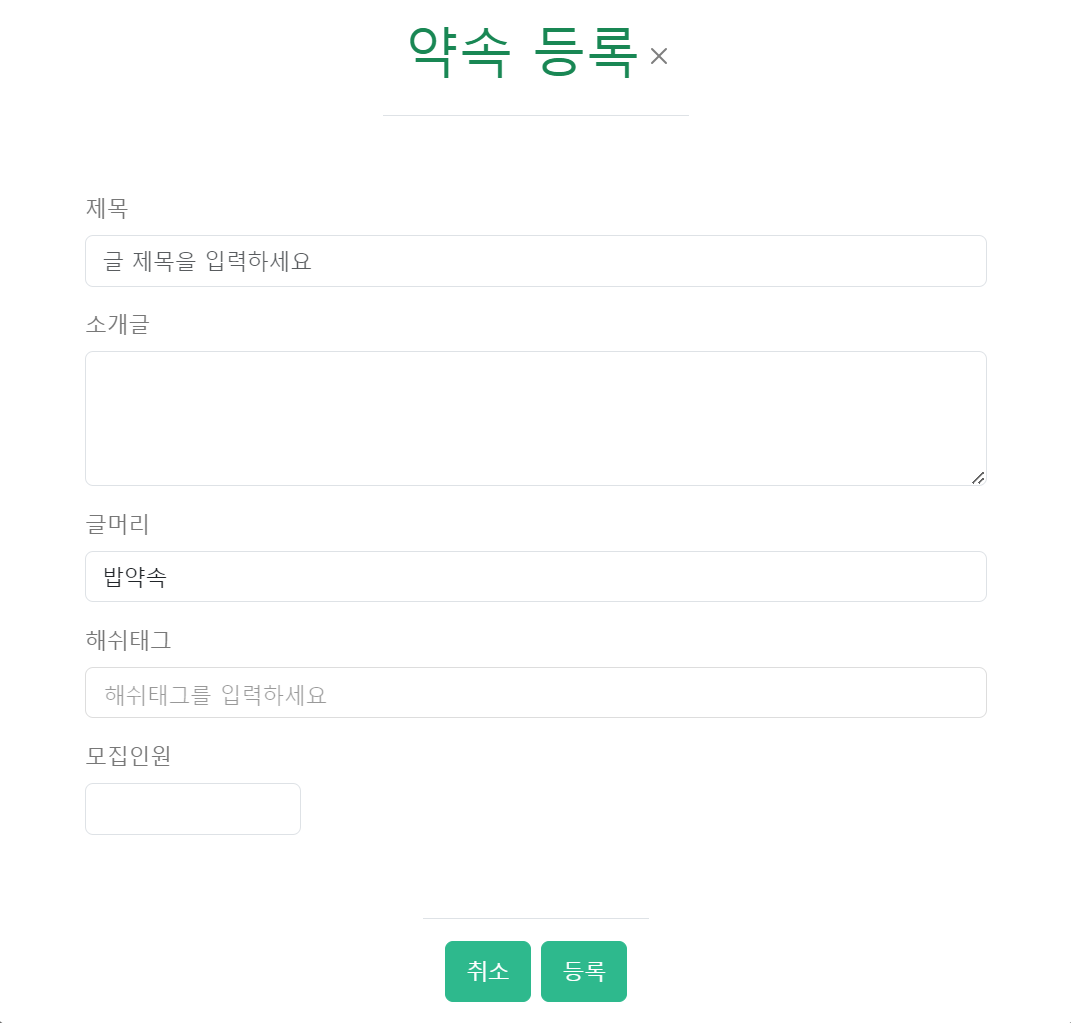 약속 등록
제목
글 제목을 입력하세요
소개글
글머리
밥약속
해쉬태그
해쉬태그를 입력하세요
모집인원
취소 등록